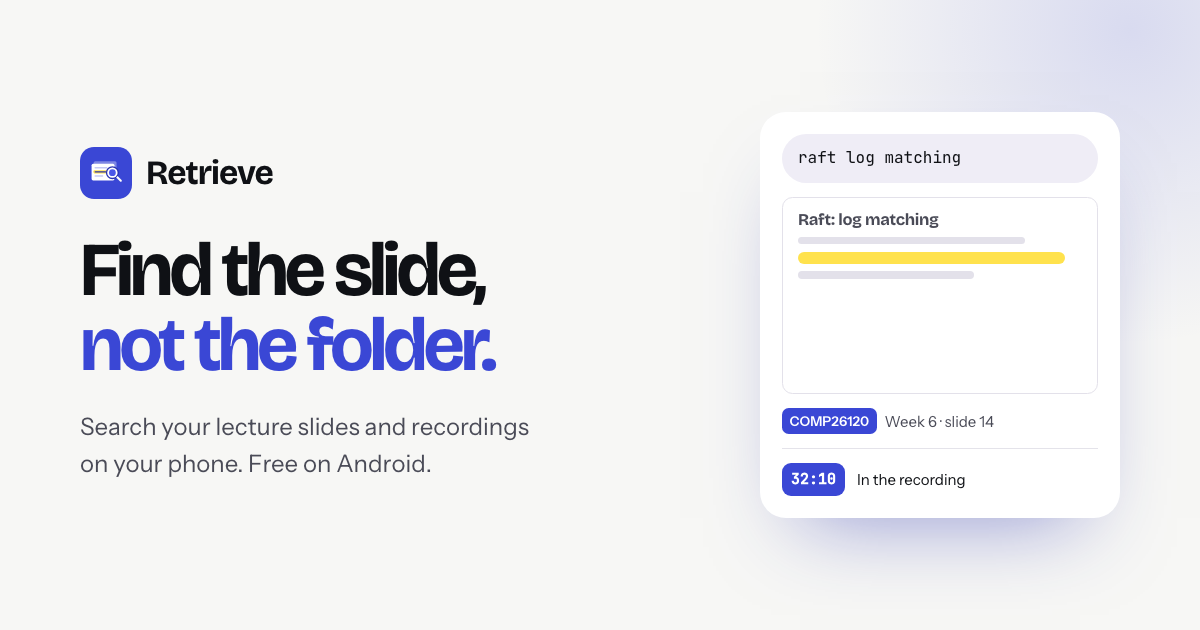 Retrieve
Find the slide,
not the folder.
Search your lecture slides and recordings
on your phone. Free on Android.
raft log matching
Raft: log matching
COMP26120 Week 6 · slide 14
32:10 In the recording